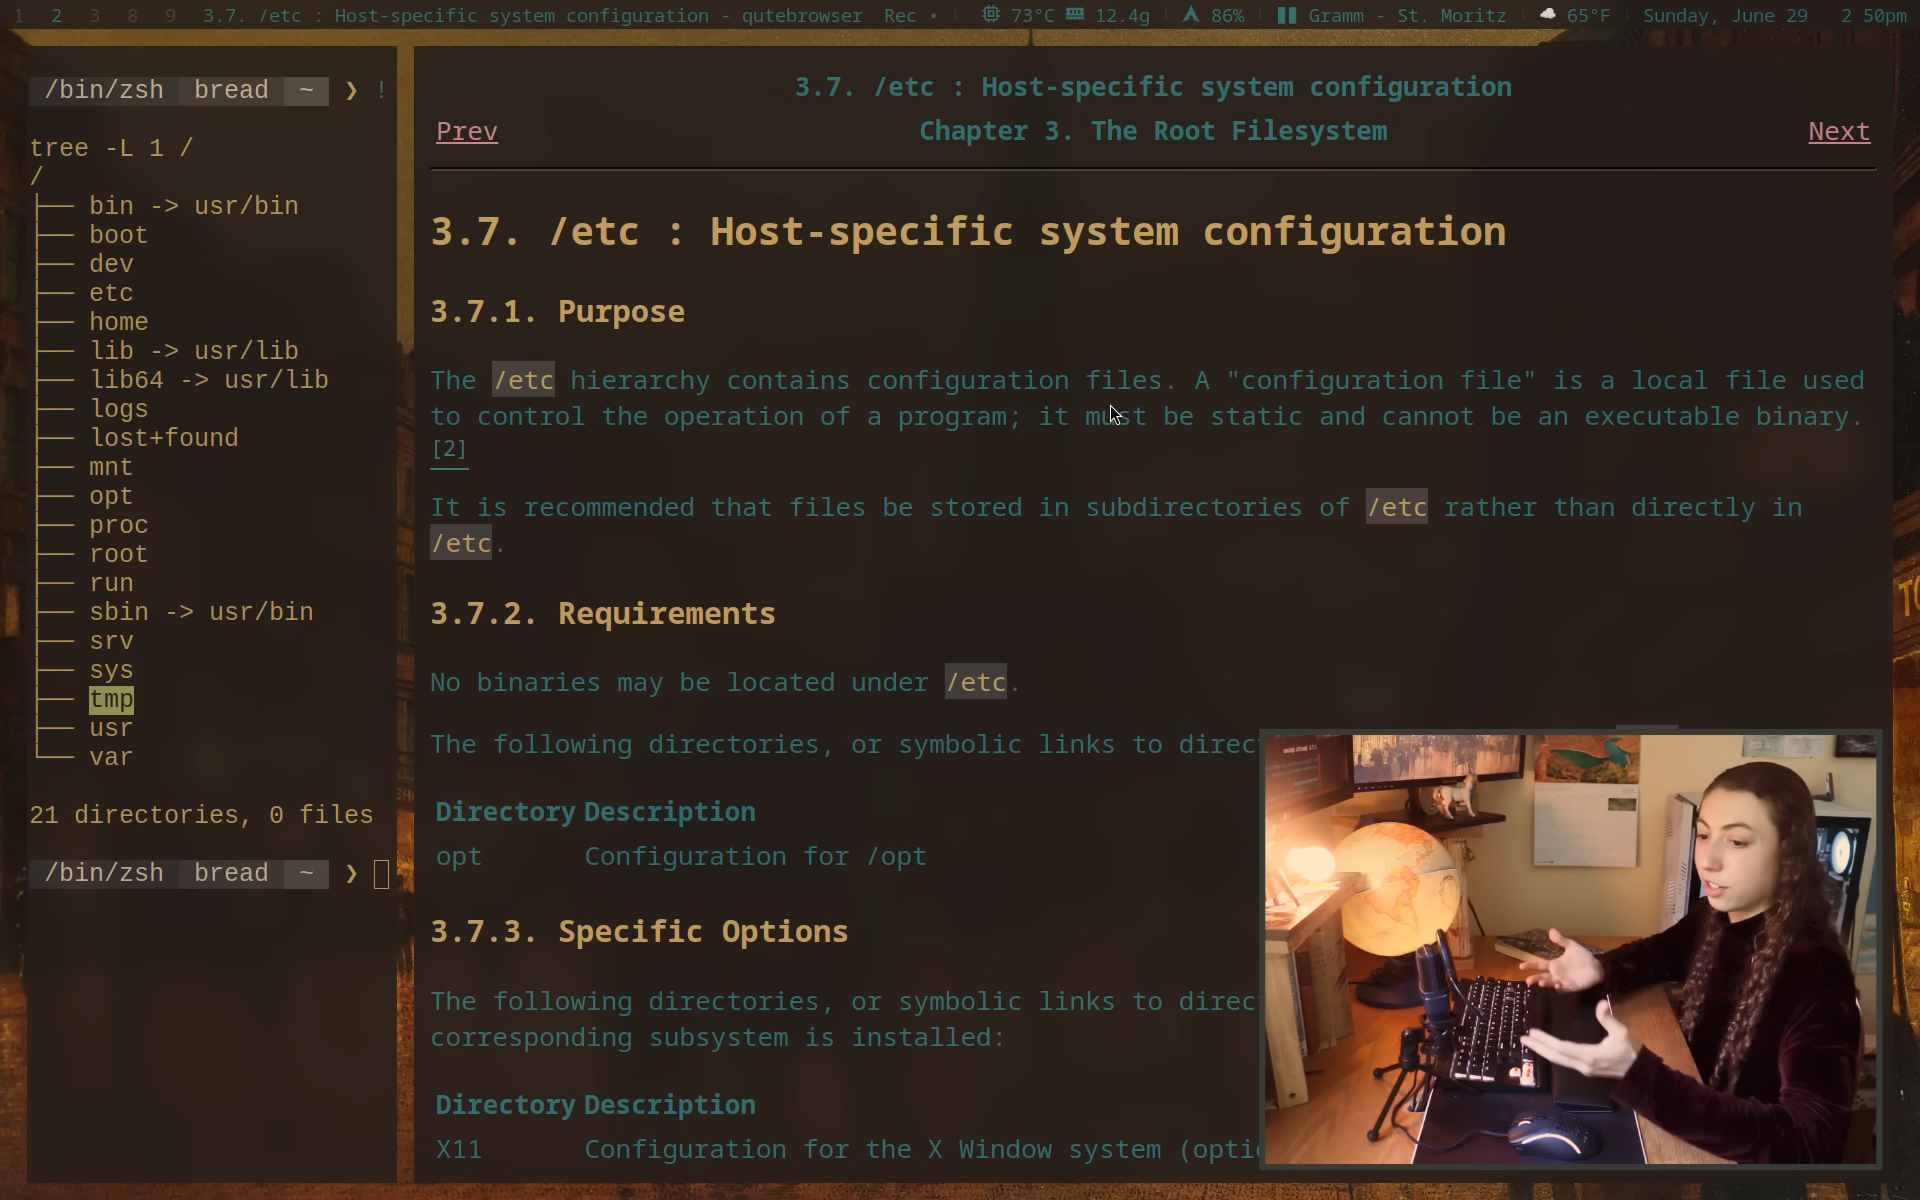 1 2 3 8 9 3.7. /etc : Host-specific system configuration - qutebrowser Rec • 73°C 12.4g 86% Gramm - St. Moritz 65°F Sunday, June 29 2 50pm
/bin/zsh bread ~ ❯ !
tree -L 1 /
/
├── bin -> usr/bin
├── boot
├── dev
├── etc
├── home
├── lib -> usr/lib
├── lib64 -> usr/lib
├── logs
├── lost+found
├── mnt
├── opt
├── proc
├── root
├── run
├── sbin -> usr/bin
├── srv
├── sys
├── tmp
├── usr
└── var
21 directories, 0 files
/bin/zsh bread ~ ❯
3.7. /etc : Host-specific system configuration
Prev Chapter 3. The Root Filesystem Next
3.7. /etc : Host-specific system configuration
3.7.1. Purpose
The /etc hierarchy contains configuration files. A "configuration file" is a local file used
to control the operation of a program; it must be static and cannot be an executable binary.
[2]
It is recommended that files be stored in subdirectories of /etc rather than directly in
/etc.
3.7.2. Requirements
No binaries may be located under /etc.
The following directories, or symbolic links to direc
Directory Description
opt Configuration for /opt
3.7.3. Specific Options
The following directories, or symbolic links to direc
corresponding subsystem is installed:
Directory Description
X11 Configuration for the X Window system (optio